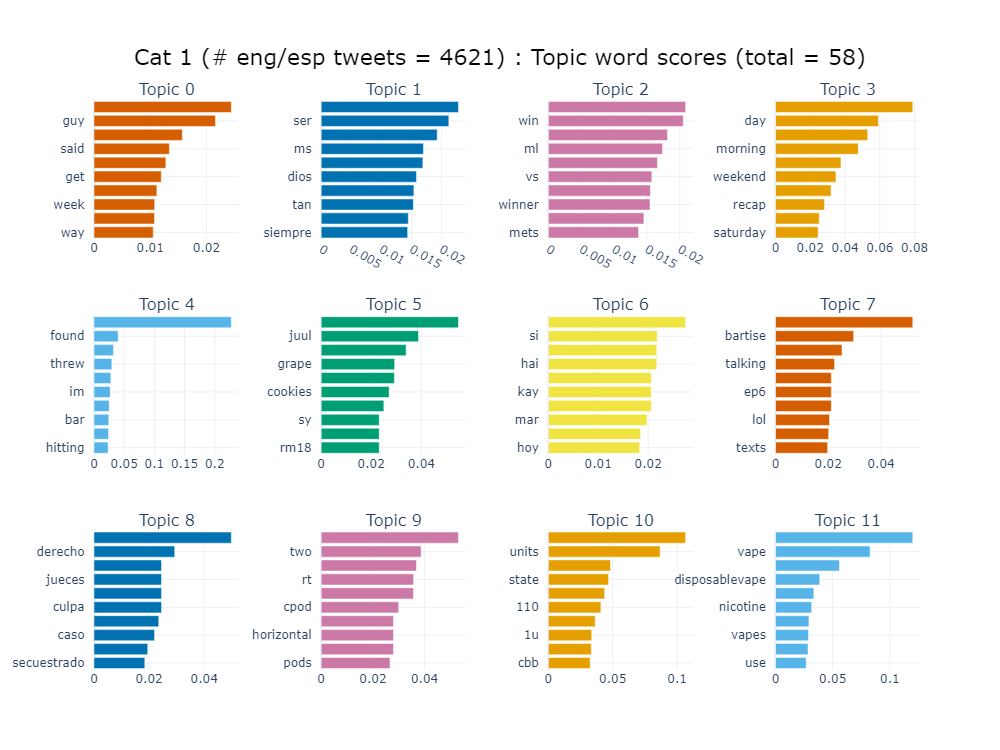 Cat 1 (# eng/esp tweets = 4621) : Topic word scores (total = 58)
Topic 0
guy
said
get
week
way
0 0.01 0.02
Topic 1
ser
ms
dios
tan
siempre
0 0.005 0.01 0.015 0.02
Topic 2
win
ml
vs
winner
mets
0 0.005 0.01 0.015 0.02
Topic 3
day
morning
weekend
recap
saturday
0 0.02 0.04 0.06 0.08
Topic 4
found
threw
im
bar
hitting
0 0.05 0.1 0.15 0.2
Topic 5
juul
grape
cookies
sy
rm18
0 0.02 0.04
Topic 6
si
hai
kay
mar
hoy
0 0.01 0.02
Topic 7
bartise
talking
ep6
lol
texts
0 0.02 0.04
Topic 8
derecho
jueces
culpa
caso
secuestrado
0 0.02 0.04
Topic 9
two
rt
cpod
horizontal
pods
0 0.02 0.04
Topic 10
units
state
110
1u
cbb
0 0.05 0.1
Topic 11
vape
disposablevape
nicotine
vapes
use
0 0.05 0.1